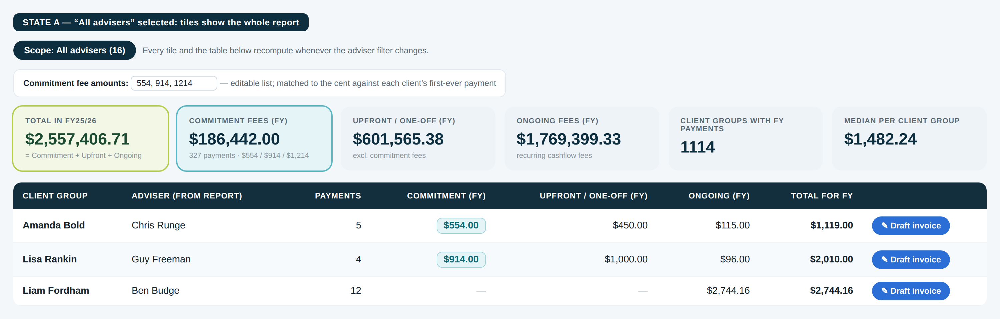 STATE A — “All advisers” selected: tiles show the whole report
Scope: All advisers (16) Every tile and the table below recompute whenever the adviser filter changes.
Commitment fee amounts: 554, 914, 1214 — editable list; matched to the cent against each client’s first-ever payment
TOTAL IN FY25/26
$2,557,406.71
= Commitment + Upfront + Ongoing
COMMITMENT FEES (FY)
$186,442.00
327 payments · $554 / $914 / $1,214
UPFRONT / ONE-OFF (FY)
$601,565.38
excl. commitment fees
ONGOING FEES (FY)
$1,769,399.33
recurring cashflow fees
CLIENT GROUPS WITH FY
PAYMENTS
1114
MEDIAN PER CLIENT GROUP
$1,482.24
CLIENT GROUP ADVISER (FROM REPORT) PAYMENTS COMMITMENT (FY) UPFRONT / ONE-OFF (FY) ONGOING (FY) TOTAL FOR FY
Amanda Bold Chris Runge 5 $554.00 $450.00 $115.00 $1,119.00 ✎ Draft invoice
Lisa Rankin Guy Freeman 4 $914.00 $1,000.00 $96.00 $2,010.00 ✎ Draft invoice
Liam Fordham Ben Budge 12 — — $2,744.16 $2,744.16 ✎ Draft invoice